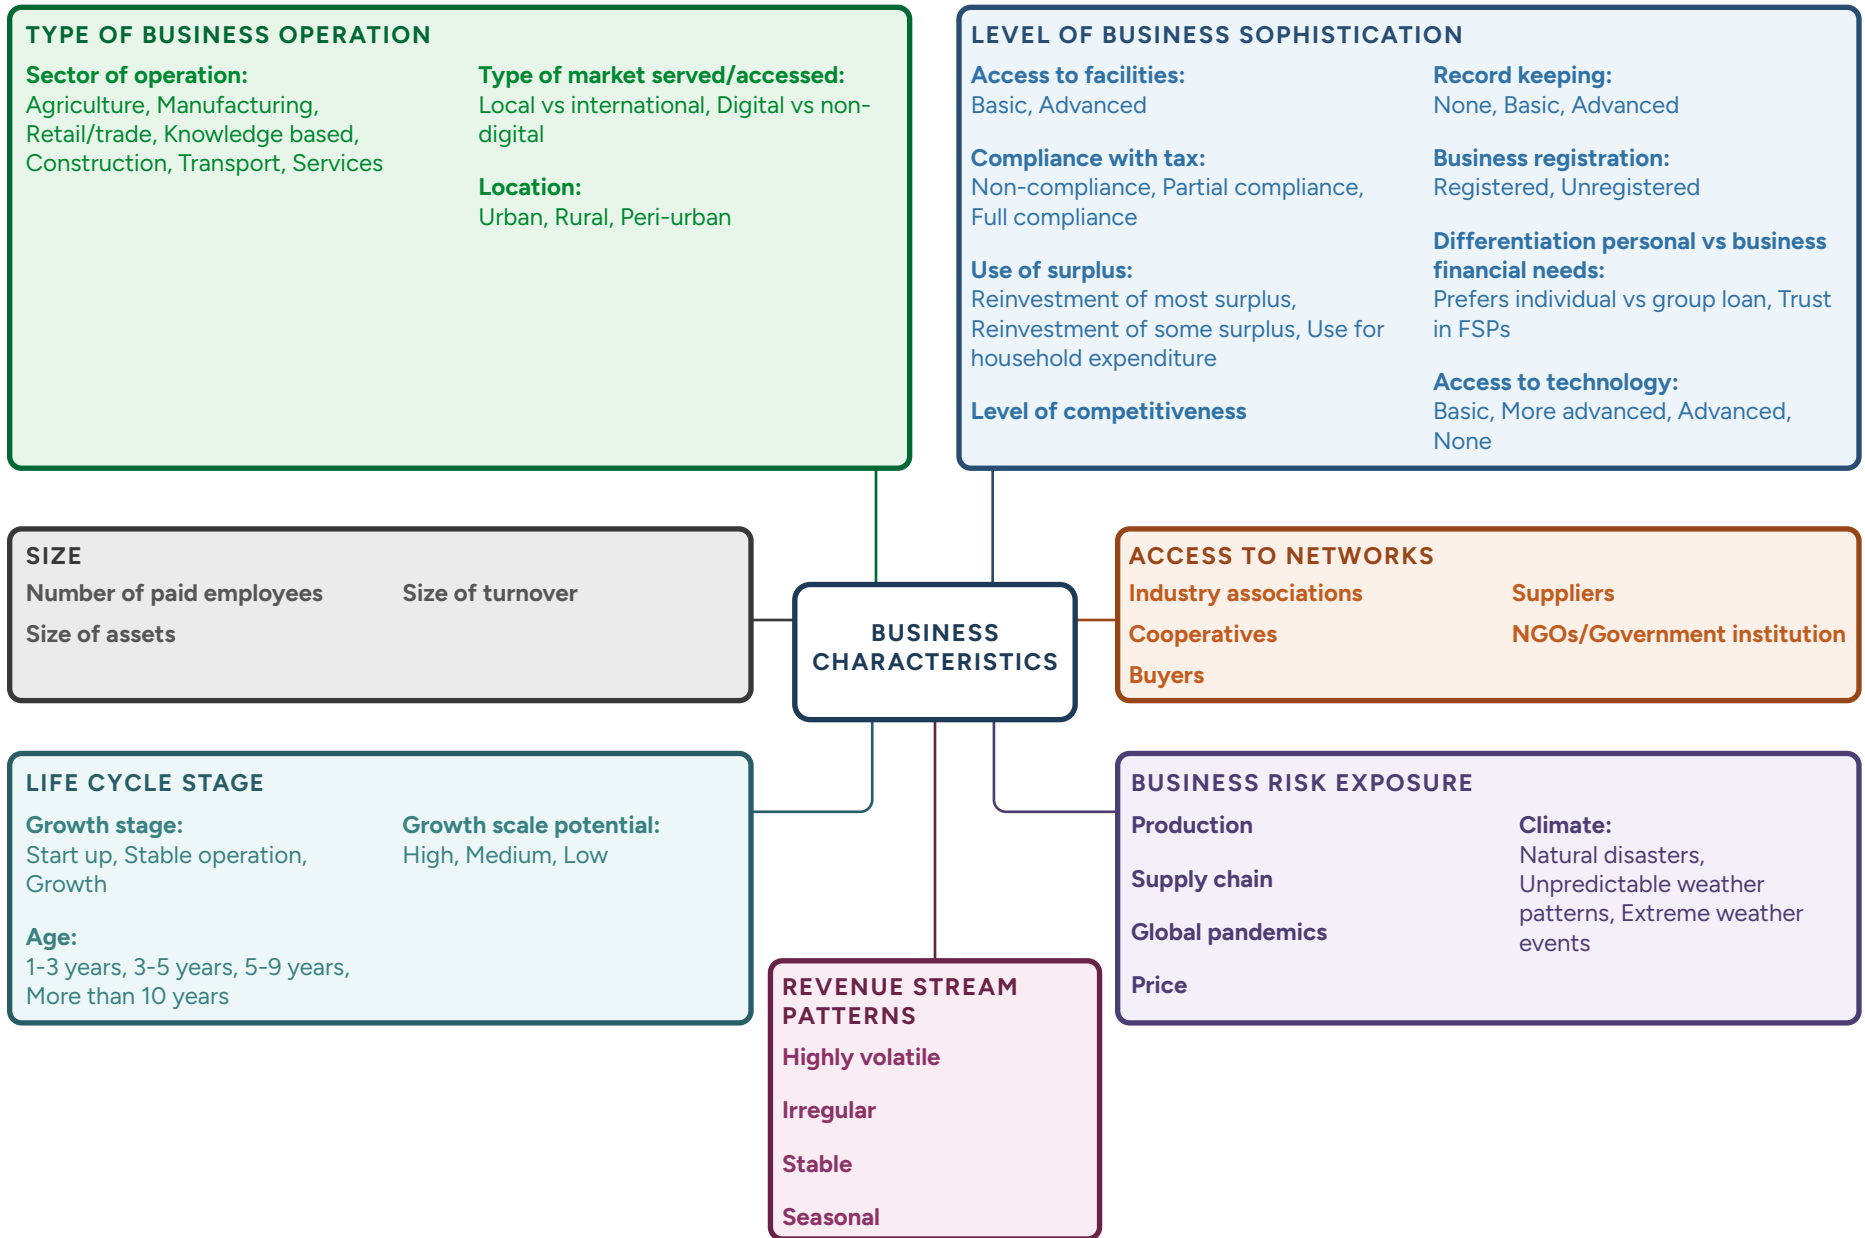 TYPE OF BUSINESS OPERATION
Sector of operation:
Agriculture, Manufacturing,
Retail/trade, Knowledge based,
Construction, Transport, Services
Type of market served/accessed:
Local vs international, Digital vs non-
digital
Location:
Urban, Rural, Peri-urban
LEVEL OF BUSINESS SOPHISTICATION
Access to facilities:
Basic, Advanced
Compliance with tax:
Non-compliance, Partial compliance,
Full compliance
Use of surplus:
Reinvestment of most surplus,
Reinvestment of some surplus, Use for
household expenditure
Level of competitiveness
Record keeping:
None, Basic, Advanced
Business registration:
Registered, Unregistered
Differentiation personal vs business
financial needs:
Prefers individual vs group loan, Trust
in FSPs
Access to technology:
Basic, More advanced, Advanced,
None
SIZE
Number of paid employees
Size of assets
Size of turnover
BUSINESS
CHARACTERISTICS
ACCESS TO NETWORKS
Industry associations
Cooperatives
Buyers
Suppliers
NGOs/Government institution
LIFE CYCLE STAGE
Growth stage:
Start up, Stable operation,
Growth
Age:
1-3 years, 3-5 years, 5-9 years,
More than 10 years
Growth scale potential:
High, Medium, Low
REVENUE STREAM
PATTERNS
Highly volatile
Irregular
Stable
Seasonal
BUSINESS RISK EXPOSURE
Production
Supply chain
Global pandemics
Price
Climate:
Natural disasters,
Unpredictable weather
patterns, Extreme weather
events